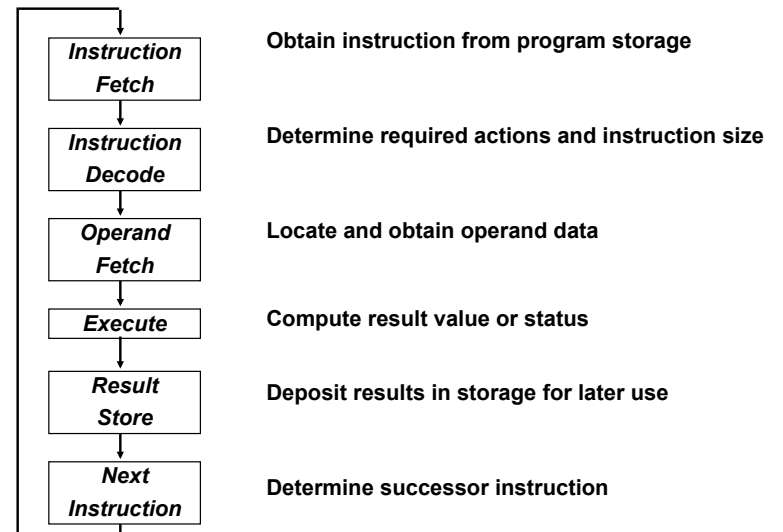 Instruction
Fetch
Obtain instruction from program storage
Instruction
Decode
Determine required actions and instruction size
Operand
Fetch
Locate and obtain operand data
Execute
Compute result value or status
Result
Store
Deposit results in storage for later use
Next
Instruction
Determine successor instruction